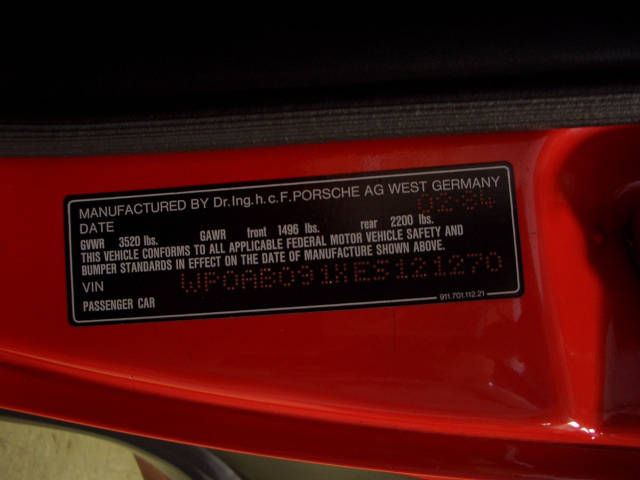 MANUFACTURED BY Dr.Ing.h.c.F.PORSCHE AG WEST GERMANY
DATE 02·84
GVWR 3520 lbs. GAWR front 1496 lbs. rear 2200 lbs.
THIS VEHICLE CONFORMS TO ALL APPLICABLE FEDERAL MOTOR VEHICLE SAFETY AND
BUMPER STANDARDS IN EFFECT ON THE DATE OF MANUFACTURE SHOWN ABOVE.
VIN WP0AB091XES121270
PASSENGER CAR 911.701.112.21